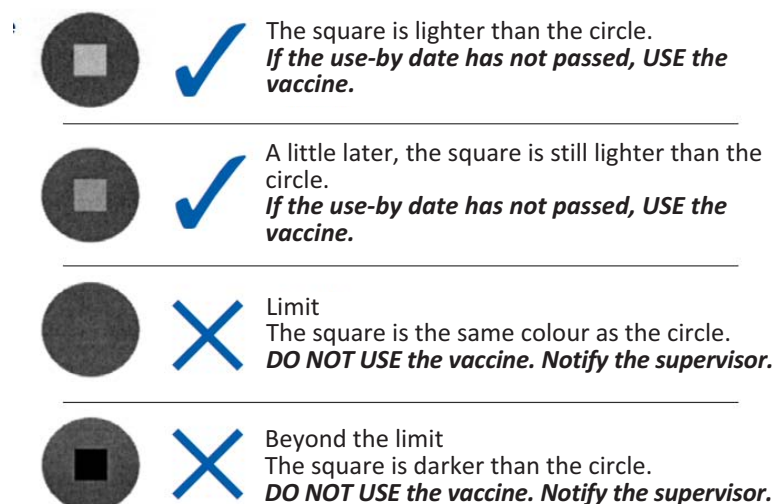 The square is lighter than the circle.
If the use-by date has not passed, USE the
vaccine.
A little later, the square is still lighter than the
circle.
If the use-by date has not passed, USE the
vaccine.
Limit
The square is the same colour as the circle.
DO NOT USE the vaccine. Notify the supervisor.
Beyond the limit
The square is darker than the circle.
DO NOT USE the vaccine. Notify the supervisor.